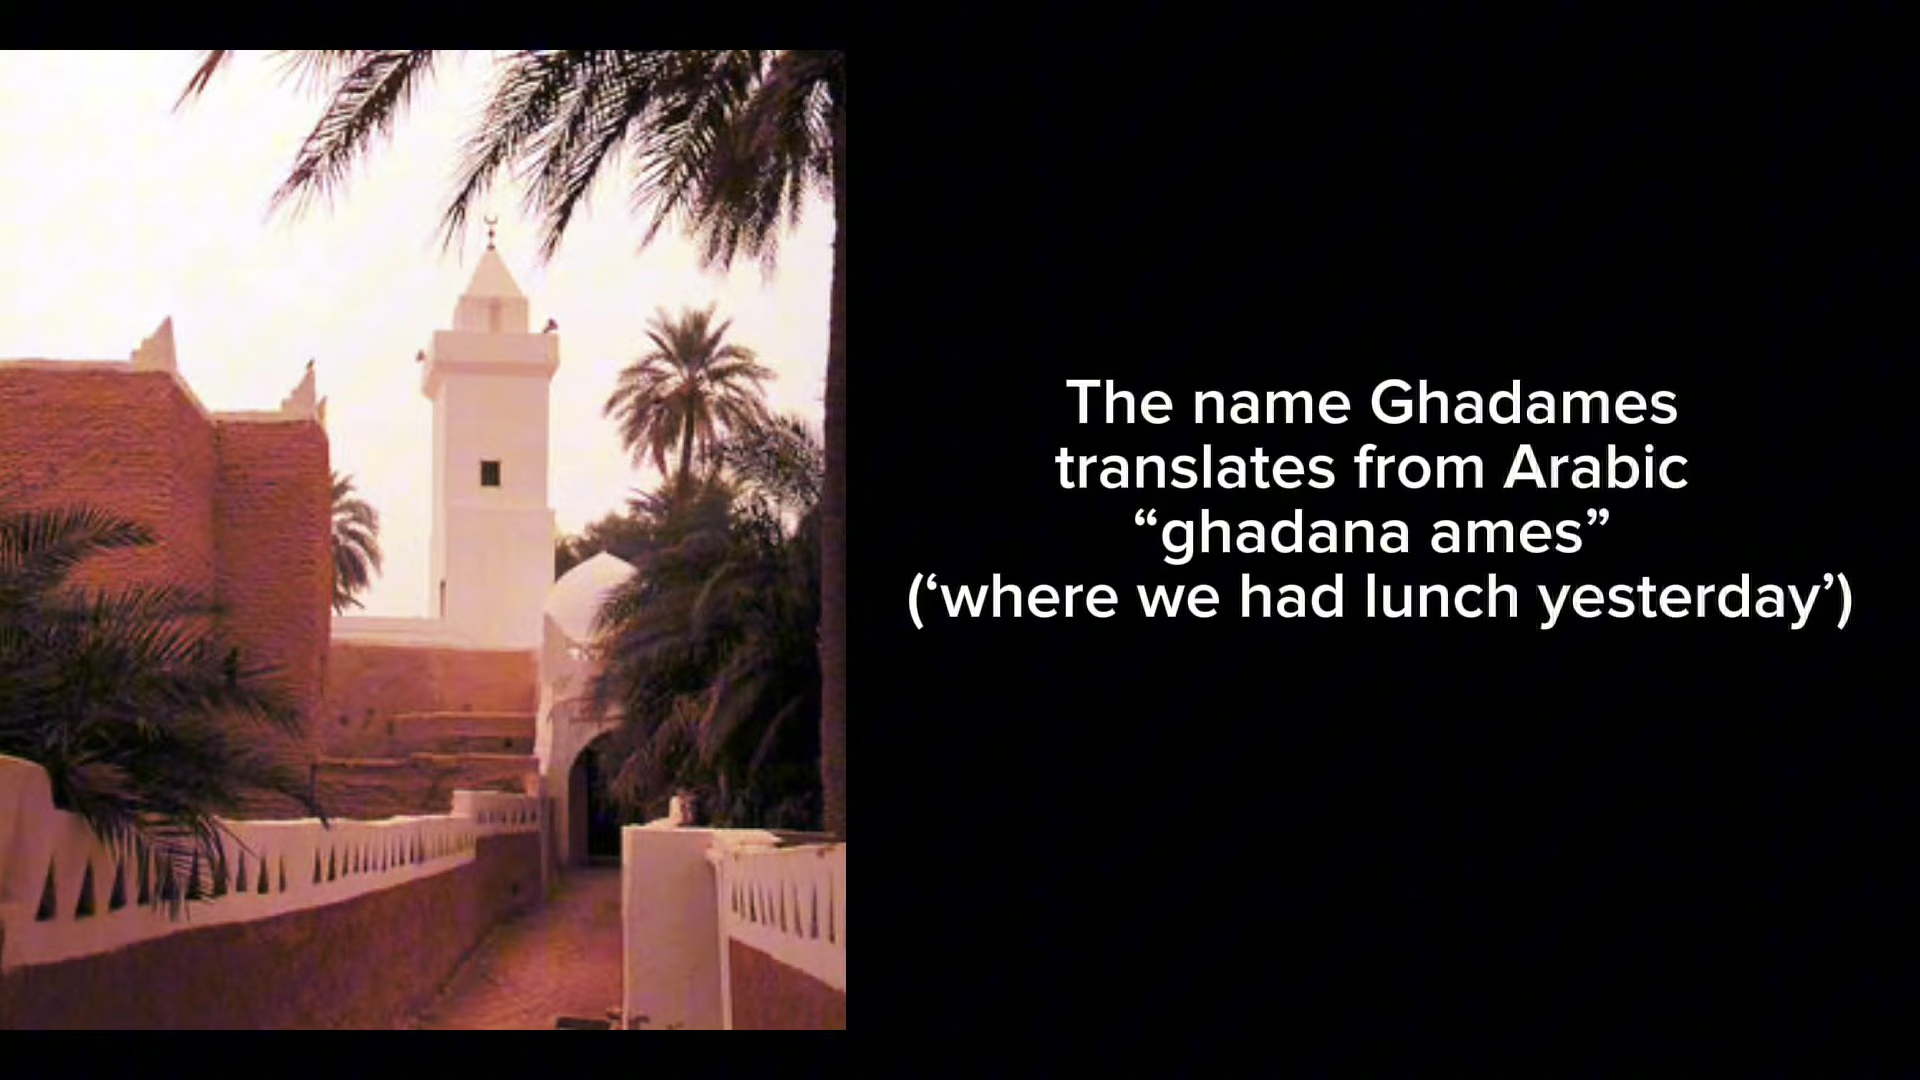 The name Ghadames
translates from Arabic
“ghadana ames”
(‘where we had lunch yesterday’)